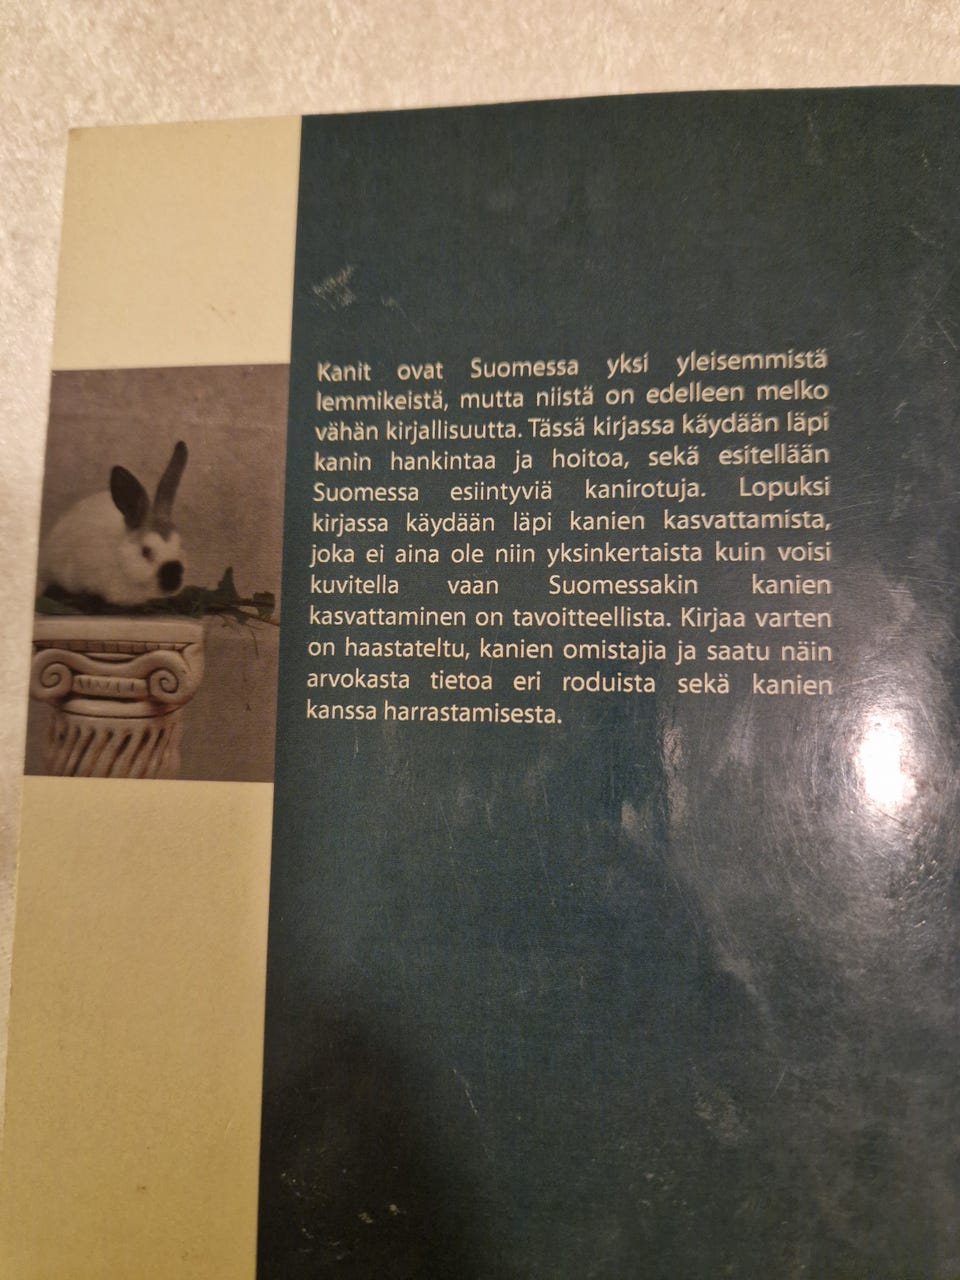 Kanit ovat Suomessa yksi yleisemmistä
lemmikeistä, mutta niistä on edelleen melko
vähän kirjallisuutta. Tässä kirjassa käydään läpi
kanin hankintaa ja hoitoa, sekä esitellään
Suomessa esiintyviä kanirotuja. Lopuksi
kirjassa käydään läpi kanien kasvattamista,
joka ei aina ole niin yksinkertaista kuin voisi
kuvitella vaan Suomessakin kanien
kasvattaminen on tavoitteellista. Kirjaa varten
on haastateltu, kanien omistajia ja saatu näin
arvokasta tietoa eri roduista sekä kanien
kanssa harrastamisesta.